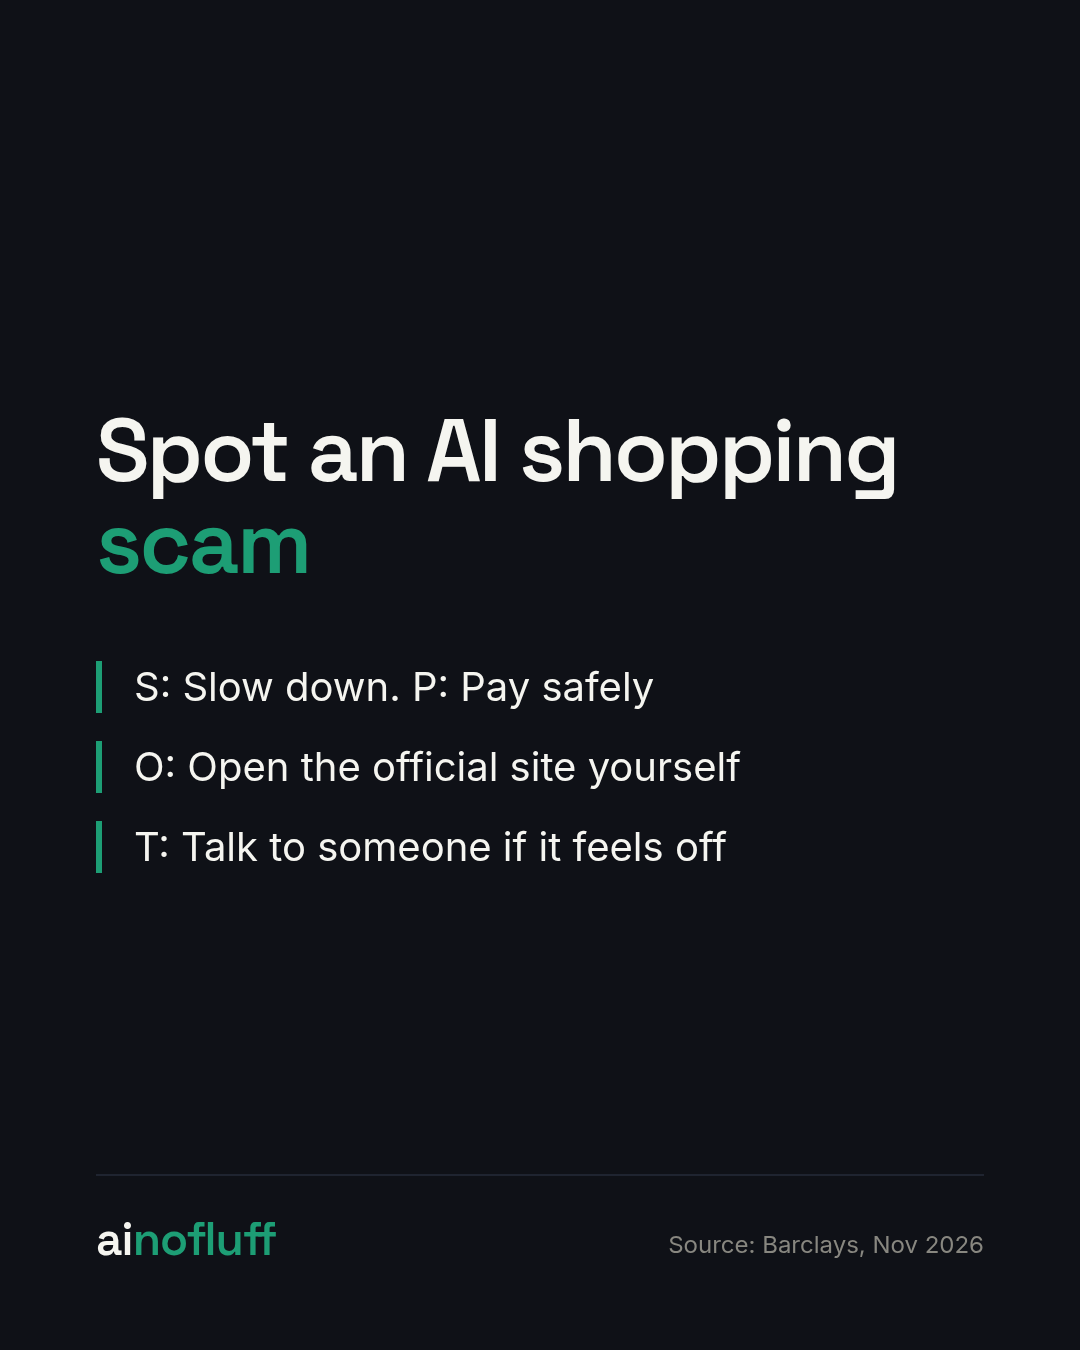 Spot an AI shopping
scam
S: Slow down. P: Pay safely
O: Open the official site yourself
T: Talk to someone if it feels off
ainofluff
Source: Barclays, Nov 2026